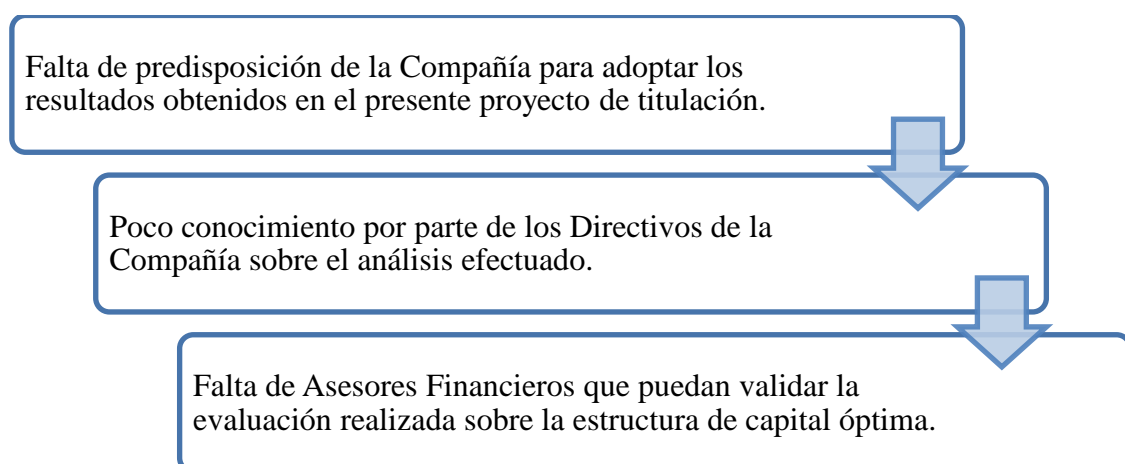 Falta de predisposición de la Compañía para adoptar los
resultados obtenidos en el presente proyecto de titulación.
Poco conocimiento por parte de los Directivos de la
Compañía sobre el análisis efectuado.
Falta de Asesores Financieros que puedan validar la
evaluación realizada sobre la estructura de capital óptima.